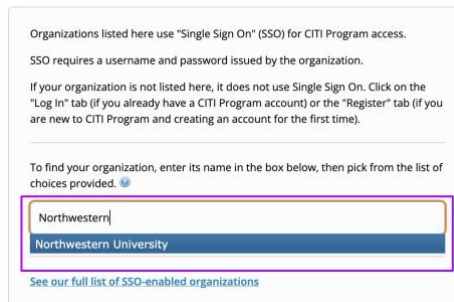 Organizations listed here use "Single Sign On" (SSO) for CITI Program access.
SSO requires a username and password issued by the organization.
If your organization is not listed here, it does not use Single Sign On. Click on the
"Log In" tab (if you already have a CITI Program account) or the "Register" tab (if you
are new to CITI Program and creating an account for the first time).
To find your organization, enter its name in the box below, then pick from the list of
choices provided.
Northwestern
Northwestern University
See our full list of SSO-enabled organizations